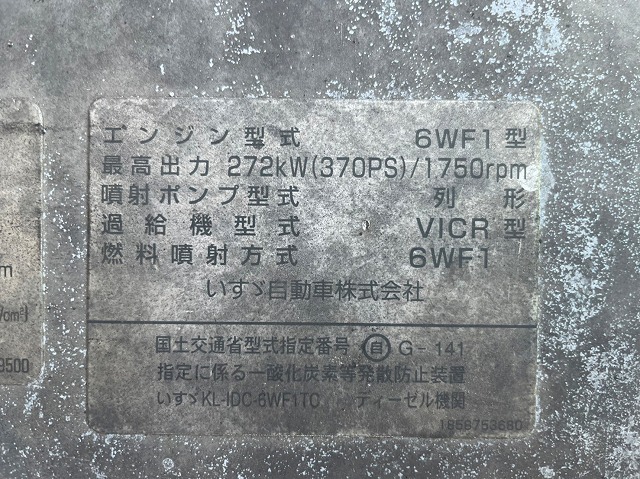 エンジン型式 6WF1型
最高出力 272kW(370PS)/1750rpm
噴射ポンプ型式 列形
過給機型式 VICR型
燃料噴射方式 6WF1
いすゞ自動車株式会社
国土交通省型式指定番号 自 G-141
指定に係る一酸化炭素等発散防止装置
いすゞKL-IDC-6WF1TC ディーゼル機関
1858753680
m
/cm²)
9500